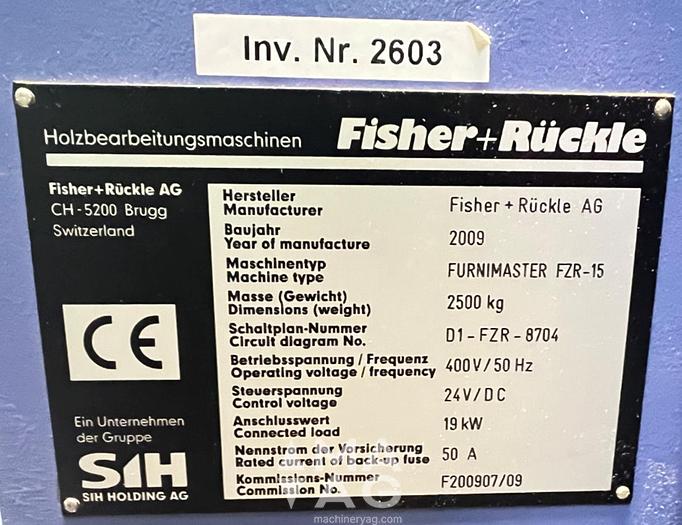 Inv. Nr. 2603
Holzbearbeitungsmaschinen Fisher+Rückle
Fisher+Rückle AG
CH-5200 Brugg
Switzerland
CE
Ein Unternehmen
der Gruppe
SIH
SIH HOLDING AG
Hersteller
Manufacturer Fisher + Rückle AG
Baujahr
Year of manufacture 2009
Maschinentyp
Machine type FURNIMASTER FZR-15
Masse (Gewicht)
Dimensions (weight) 2500 kg
Schaltplan-Nummer
Circuit diagram No. D1-FZR-8704
Betriebsspannung / Frequenz
Operating voltage / frequency 400V/50 Hz
Steuerspannung
Control voltage 24V/DC
Anschlusswert
Connected load 19 kW
Nennstrom der Vorsicherung
Rated current of back-up fuse 50 A
Kommissions-Nummer
Commission No. F200907/09
VAG
machineryag.com